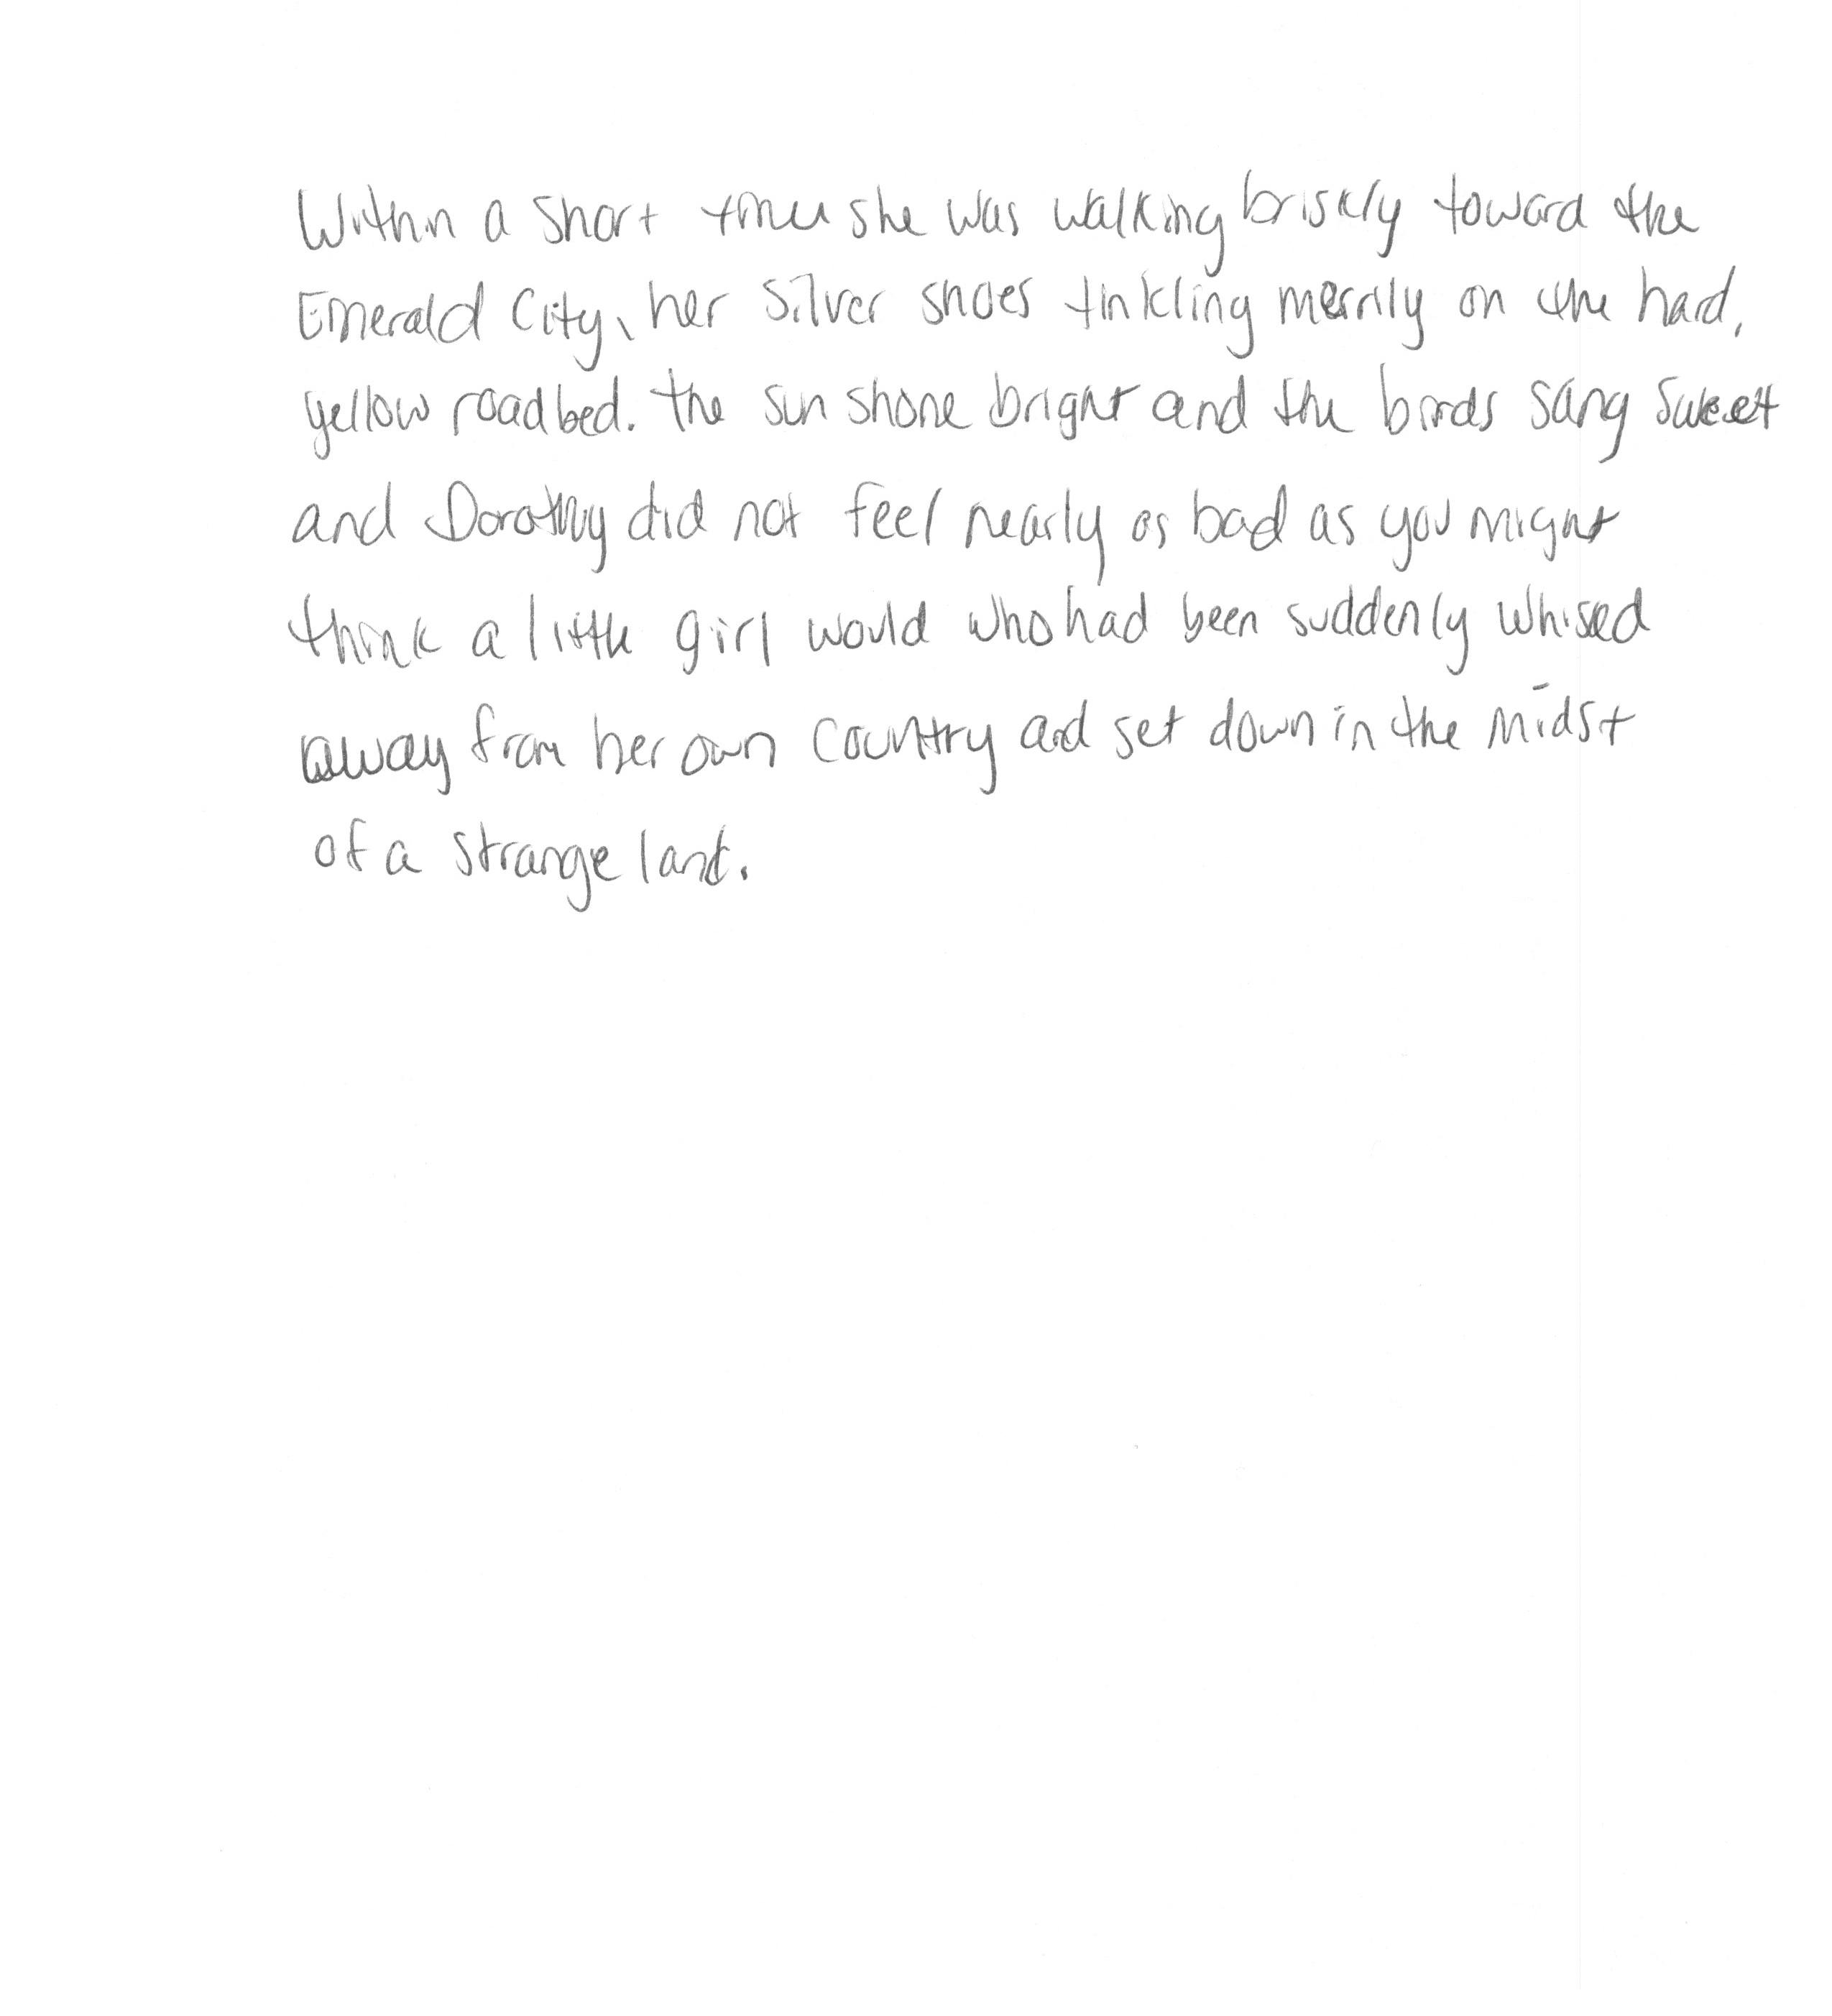 Within a short time she was walking briskly toward the
Emerald City, her silver shoes tinkling merrily on the hard,
yellow roadbed. the sun shone bright and the birds sang sweet
and Dorothy did not feel nearly as bad as you might
think a little girl would who had been suddenly whised
away from her own country and set down in the midst
of a strange land.